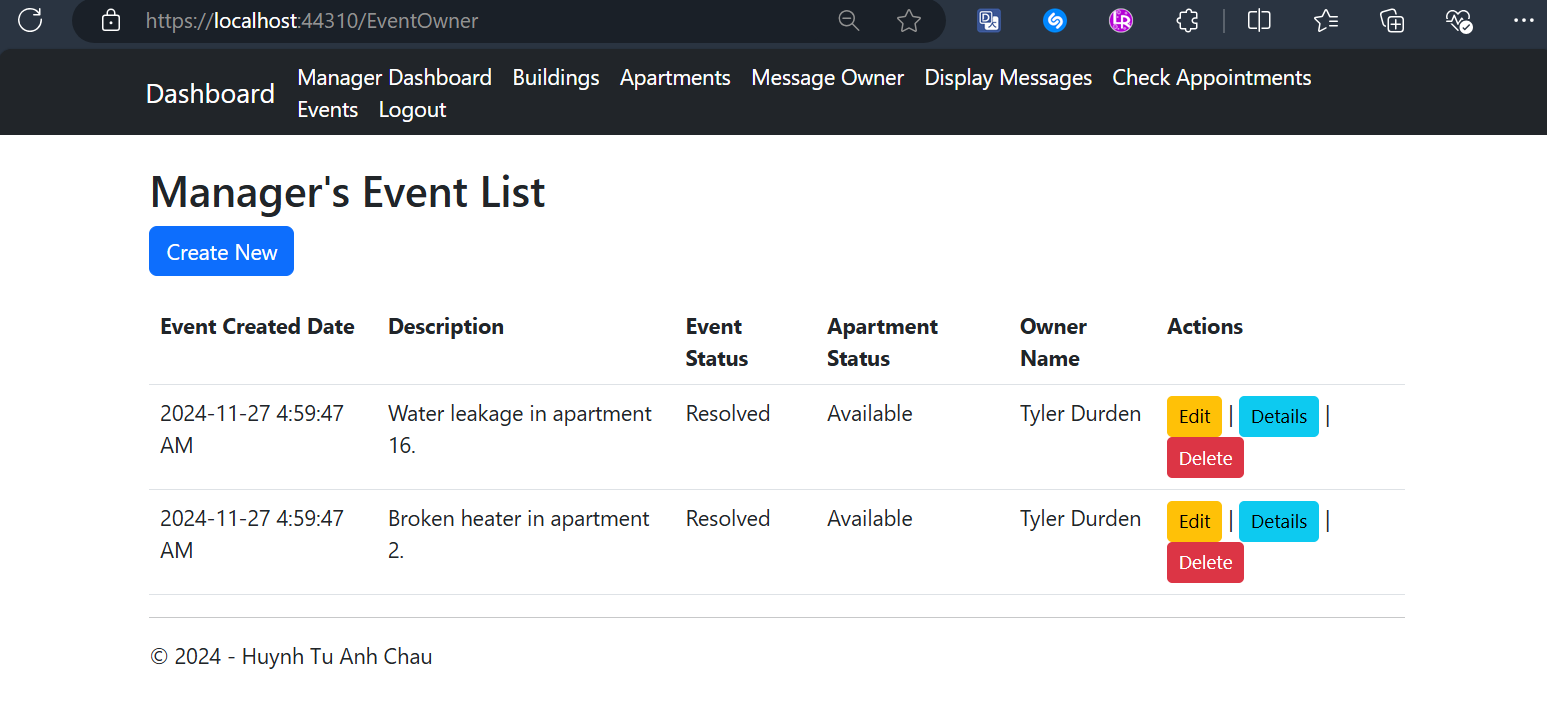 https://localhost:44310/EventOwner
Dashboard
Manager Dashboard Buildings Apartments Message Owner Display Messages Check Appointments
Events Logout
Manager's Event List
Create New
Event Created Date Description Event Status Apartment Status Owner Name Actions
2024-11-27 4:59:47 AM Water leakage in apartment 16. Resolved Available Tyler Durden Edit | Details | Delete
2024-11-27 4:59:47 AM Broken heater in apartment 2. Resolved Available Tyler Durden Edit | Details | Delete
© 2024 - Huynh Tu Anh Chau